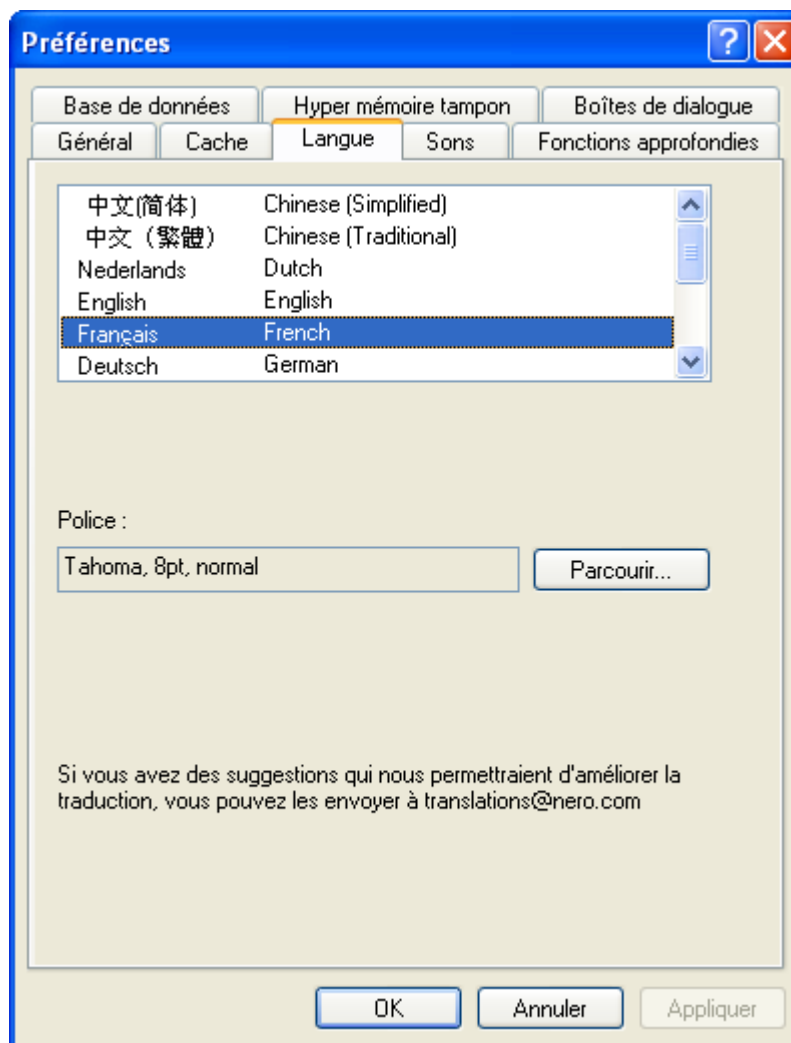 Préférences
Base de données Hyper mémoire tampon Boîtes de dialogue
Général Cache Langue Sons Fonctions approfondies
中文(简体) Chinese (Simplified)
中文（繁體） Chinese (Traditional)
Nederlands Dutch
English English
Français French
Deutsch German
Police :
Tahoma, 8pt, normal Parcourir...
Si vous avez des suggestions qui nous permettraient d'améliorer la
traduction, vous pouvez les envoyer à translations@nero.com
OK Annuler Appliquer